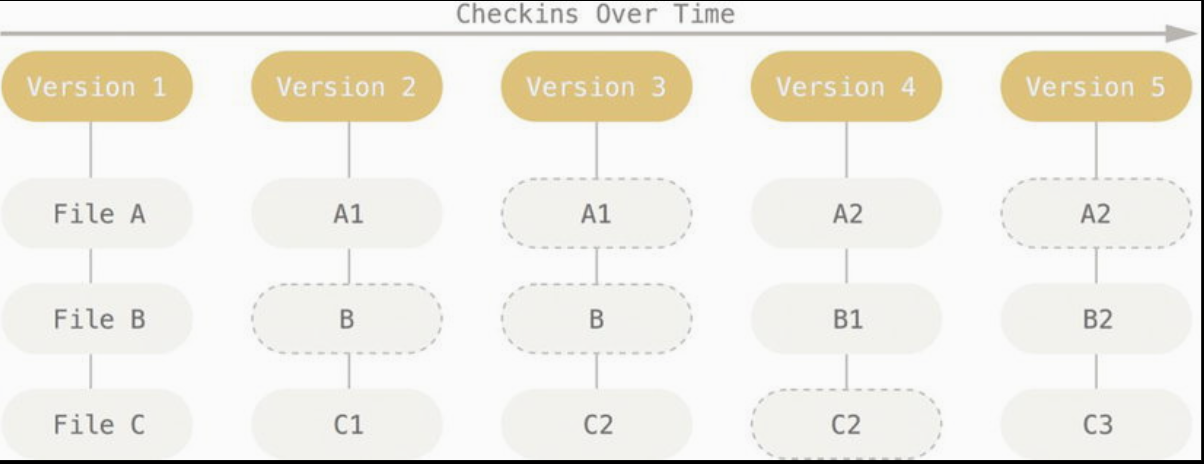 Checkins Over Time
Version 1 Version 2 Version 3 Version 4 Version 5
File A A1 A1 A2 A2
File B B B B1 B2
File C C1 C2 C2 C3